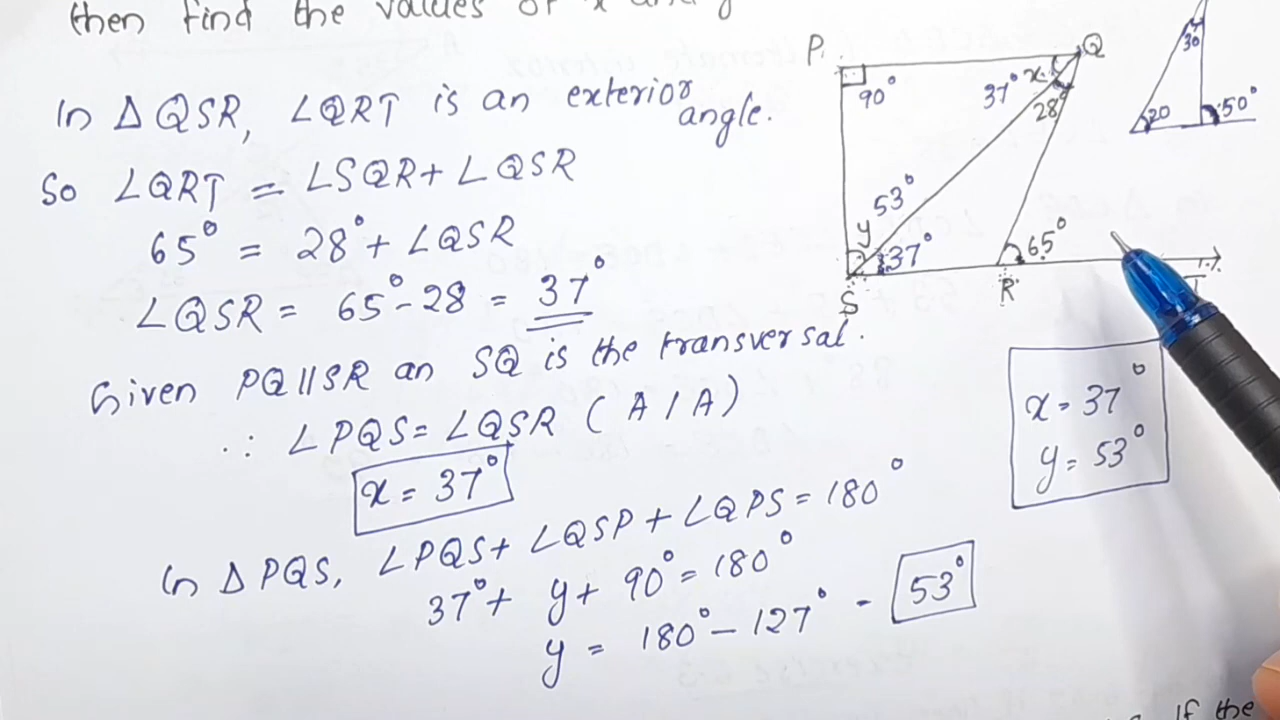 then find the values of x and y
In △ QSR, ∠QRT is an exterior angle.
So ∠QRT = ∠SQR + ∠QSR
65° = 28° + ∠QSR
∠QSR = 65° - 28 = 37°
Given PQ || SR an SQ is the transversal.
∴ ∠PQS = ∠QSR (A I A)
x = 37°
In △ PQS, ∠PQS + ∠QSP + ∠QPS = 180°
37° + y + 90° = 180°
y = 180° - 127° - 53°
P
Q
90°
37° x
28°
53°
y
37°
65°
S
R
30
20
50°
x = 37°
y = 53°
If the